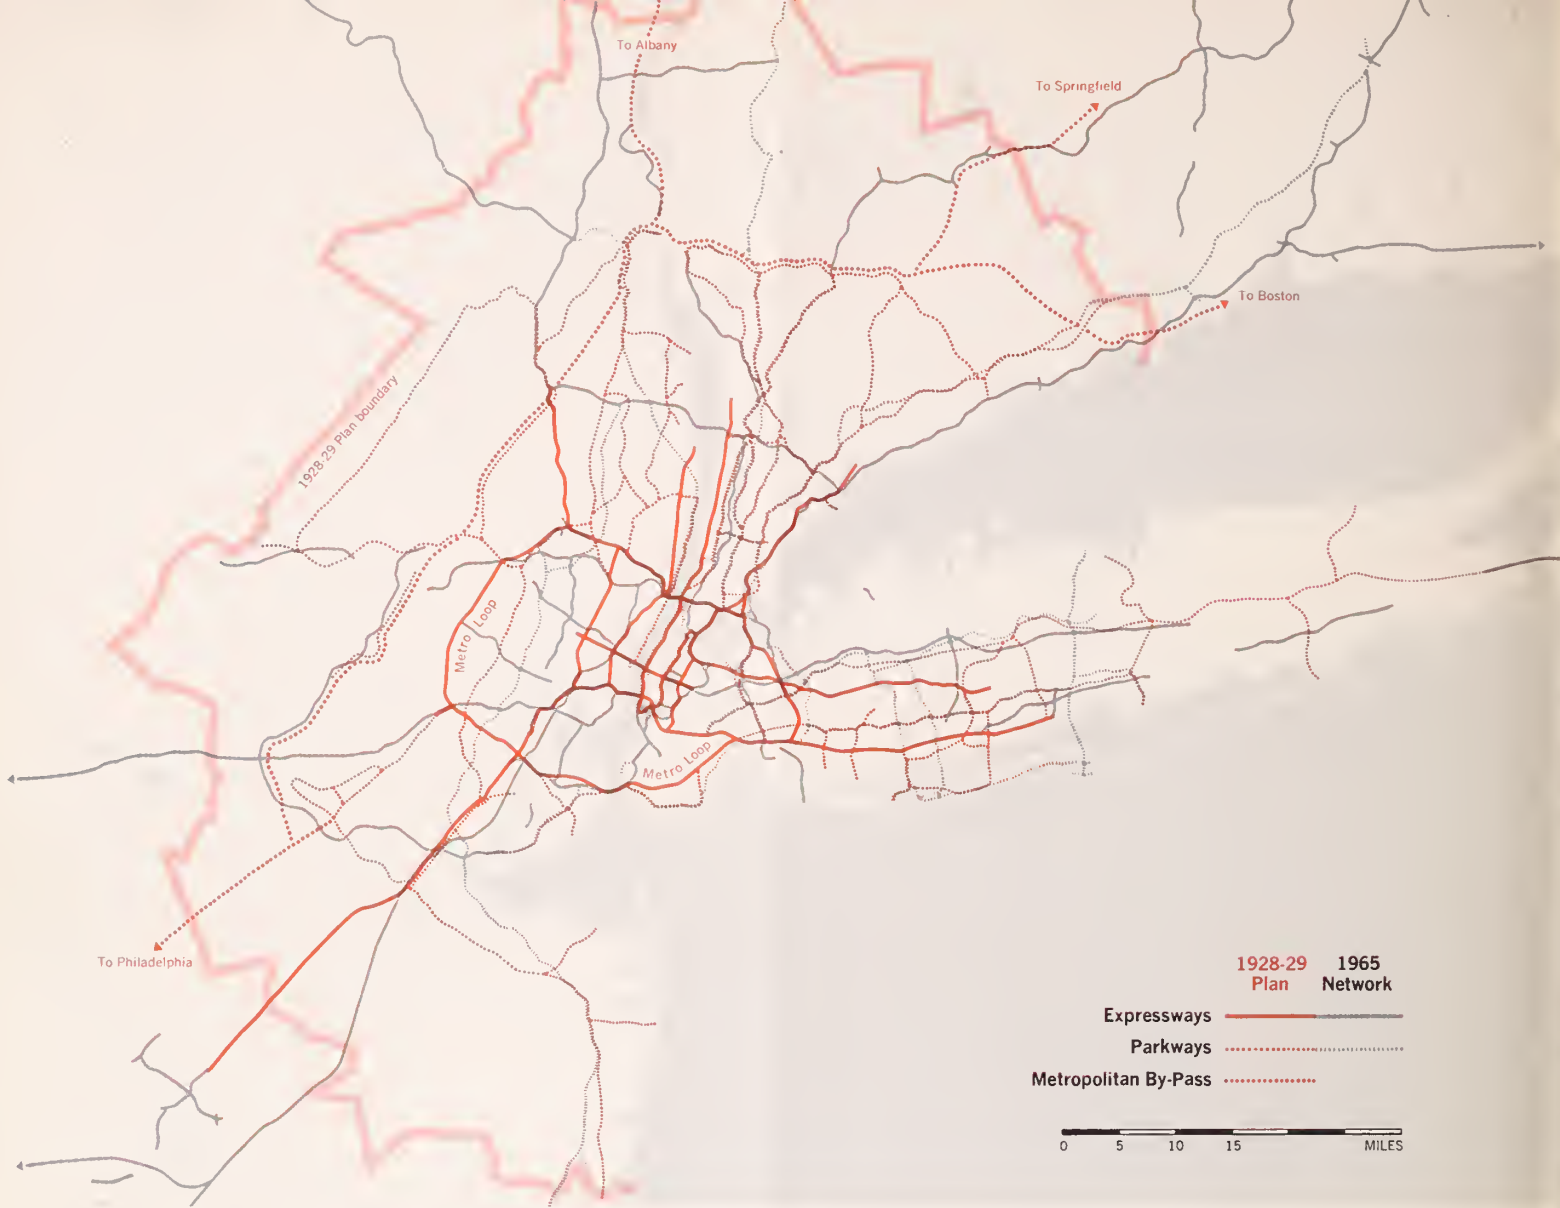 To Albany
To Springfield
To Boston
1928-29 Plan boundary
Metro Loop
Metro Loop
To Philadelphia
1928-29 1965
Plan Network
Expressways
Parkways
Metropolitan By-Pass
0 5 10 15 MILES